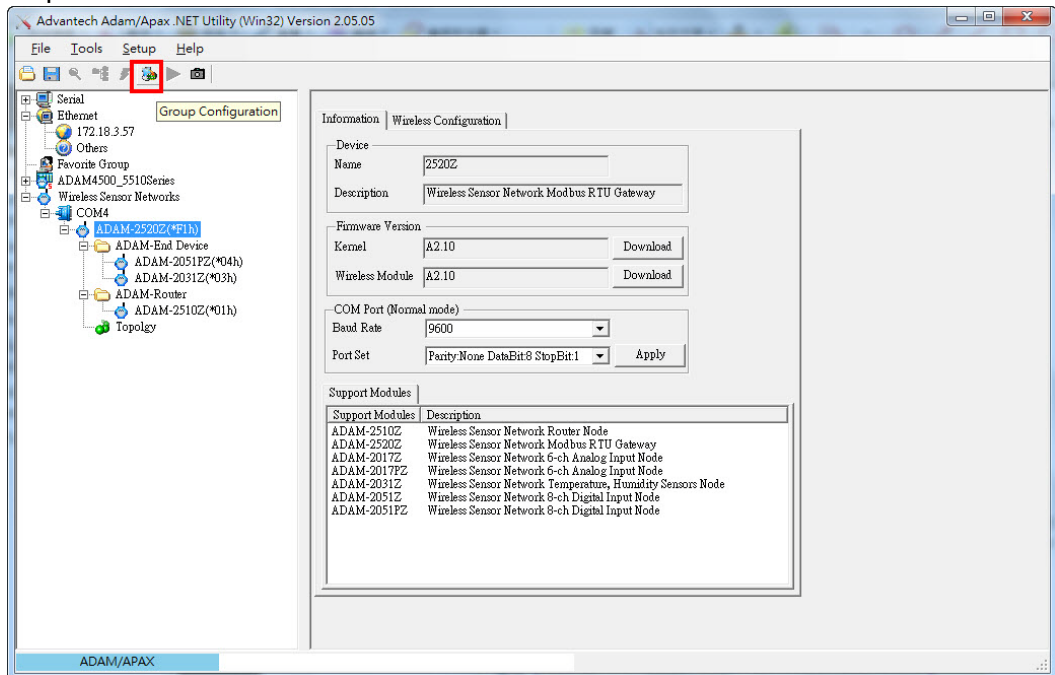 Advantech Adam/Apax .NET Utility (Win32) Version 2.05.05
File Tools Setup Help
Group Configuration
Serial
Ethernet
172.18.3.57
Others
Favorite Group
ADAM4500_5510Series
Wireless Sensor Networks
COM4
ADAM-2520Z(*F1h)
ADAM-End Device
ADAM-2051PZ(*04h)
ADAM-2031Z(*03h)
ADAM-Router
ADAM-2510Z(*01h)
Topolgy
Information Wireless Configuration
Device
Name 2520Z
Description Wireless Sensor Network Modbus RTU Gateway
Firmware Version
Kernel A2.10 Download
Wireless Module A2.10 Download
COM Port (Normal mode)
Baud Rate 9600
Port Set Parity:None DataBit:8 StopBit:1 Apply
Support Modules
Support Modules Description
ADAM-2510Z Wireless Sensor Network Router Node
ADAM-2520Z Wireless Sensor Network Modbus RTU Gateway
ADAM-2017Z Wireless Sensor Network 6-ch Analog Input Node
ADAM-2017PZ Wireless Sensor Network 6-ch Analog Input Node
ADAM-2031Z Wireless Sensor Network Temperature, Humidity Sensors Node
ADAM-2051Z Wireless Sensor Network 8-ch Digital Input Node
ADAM-2051PZ Wireless Sensor Network 8-ch Digital Input Node
ADAM/APAX